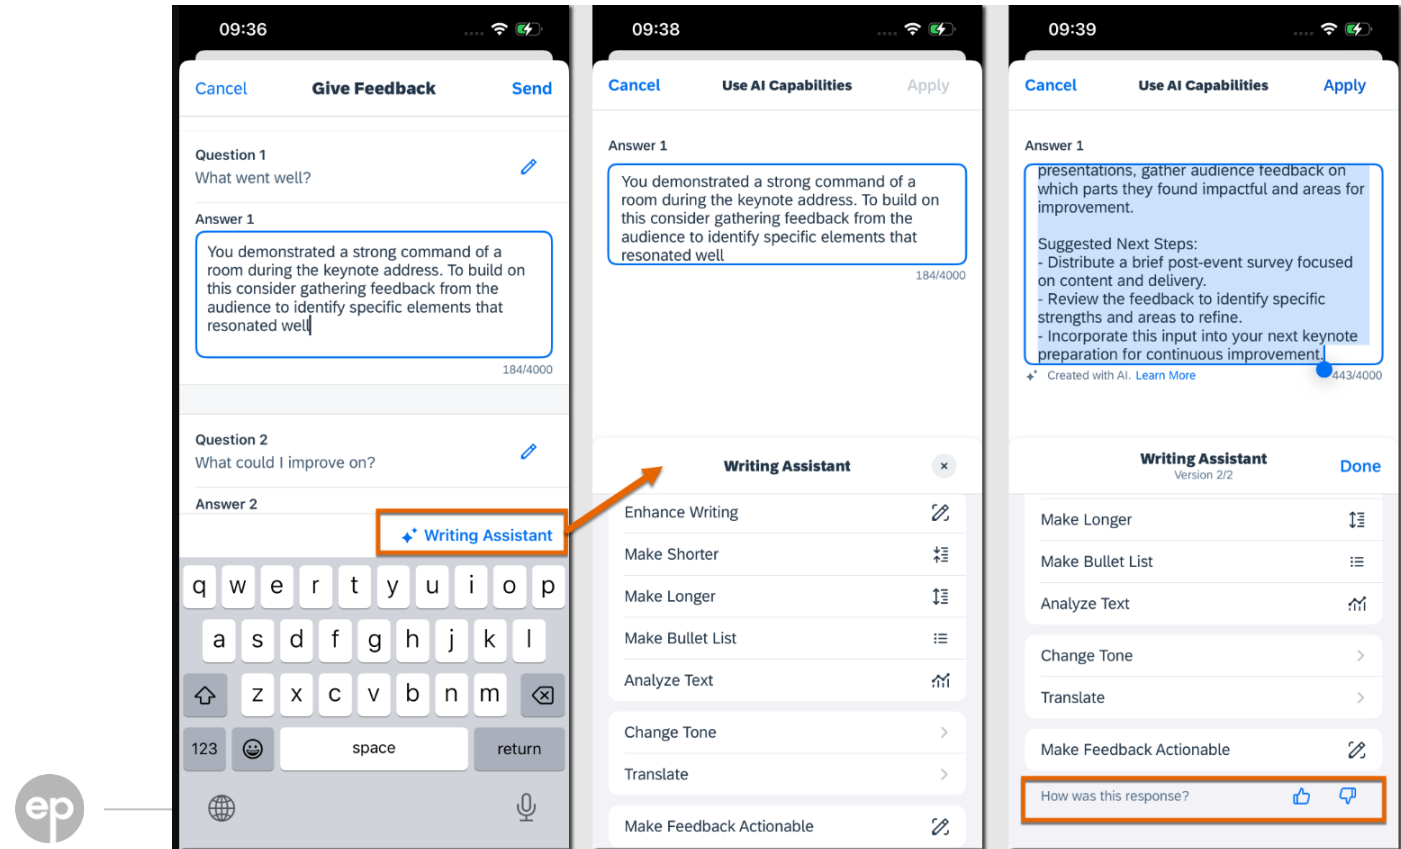 09:36
Cancel
Give Feedback
Send
Question 1
What went well?
Answer 1
You demonstrated a strong command of a
room during the keynote address. To build on
this consider gathering feedback from the
audience to identify specific elements that
resonated well
184/4000
Question 2
What could I improve on?
Answer 2
Writing Assistant
q w e r t y u i o p
a s d f g h j k l
z x c v b n m
123
space
return
09:38
Cancel
Use AI Capabilities
Apply
Answer 1
You demonstrated a strong command of a
room during the keynote address. To build on
this consider gathering feedback from the
audience to identify specific elements that
resonated well
184/4000
Writing Assistant
Enhance Writing
Make Shorter
Make Longer
Make Bullet List
Analyze Text
Change Tone
Translate
Make Feedback Actionable
09:39
Cancel
Use AI Capabilities
Apply
Answer 1
presentations, gather audience feedback on
which parts they found impactful and areas for
improvement.
Suggested Next Steps:
- Distribute a brief post-event survey focused
on content and delivery.
- Review the feedback to identify specific
strengths and areas to refine.
- Incorporate this input into your next keynote
preparation for continuous improvement.
Created with AI. Learn More
443/4000
Writing Assistant
Version 2/2
Done
Make Longer
Make Bullet List
Analyze Text
Change Tone
Translate
Make Feedback Actionable
How was this response?
ep